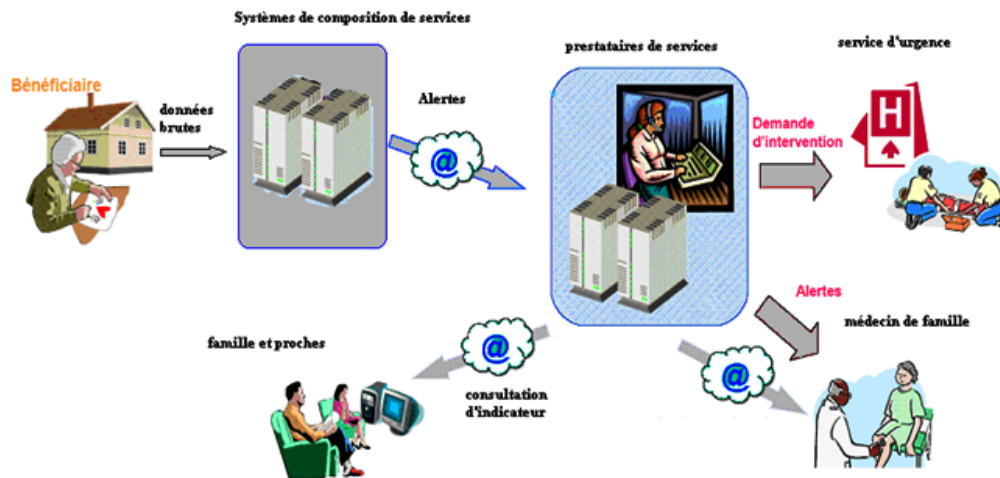 Systèmes de composition de services
prestataires de services
service d'urgence
Bénéficiaire
données
brutes
Alertes
@
Demande
d'intervention
H
Alertes
médecin de famille
famille et proches
@
consultation
d'indicateur
@